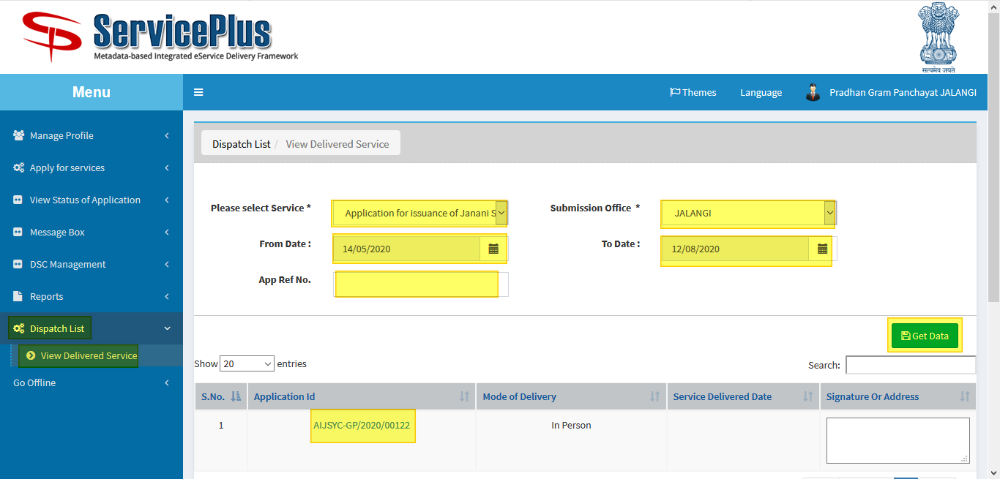 ServicePlus
Metadata-based Integrated eService Delivery Framework
सत्यमेव जयते
Menu
Themes Language Pradhan Gram Panchayat JALANGI
Manage Profile
Apply for services
View Status of Application
Message Box
DSC Management
Reports
Dispatch List
View Delivered Service
Go Offline
Dispatch List / View Delivered Service
Please select Service * Application for issuance of Janani S Submission Office * JALANGI
From Date : 14/05/2020 To Date : 12/08/2020
App Ref No.
Get Data
Show 20 entries Search:
S.No. Application Id Mode of Delivery Service Delivered Date Signature Or Address
1 AIJSYC-GP/2020/00122 In Person